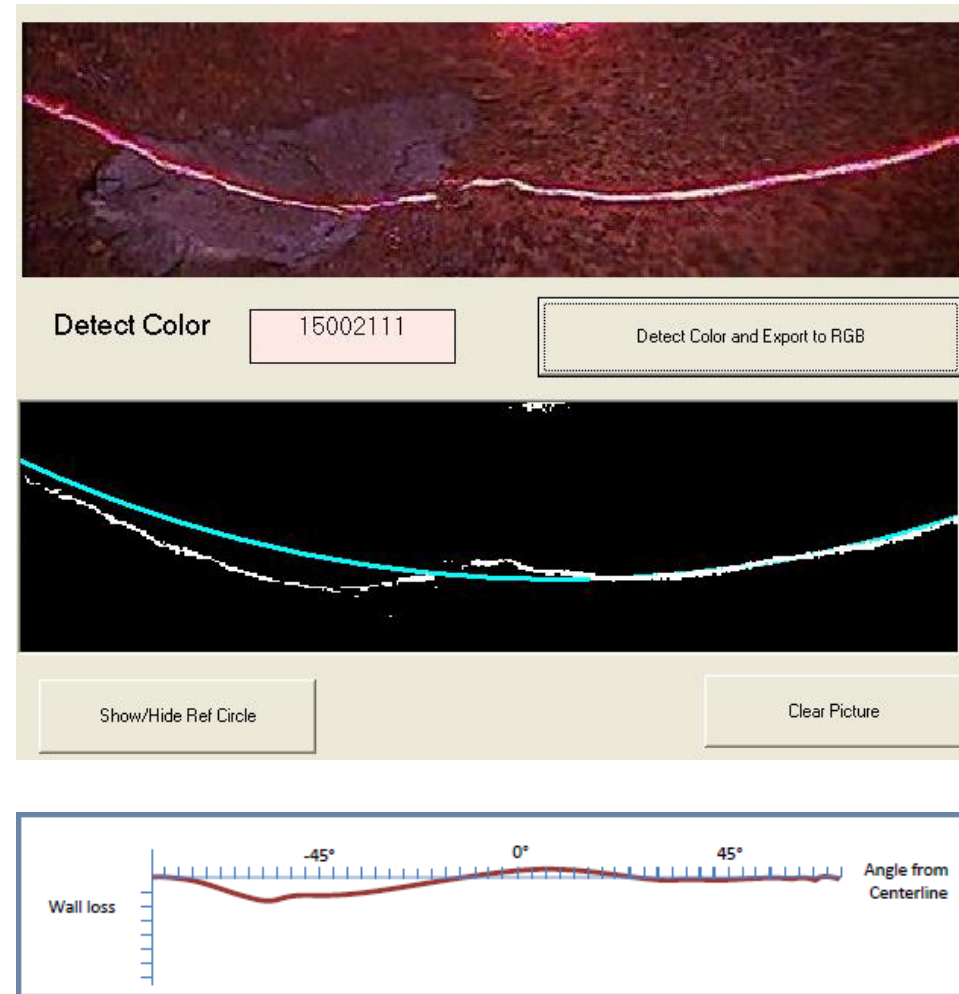 Detect Color
15002111
Detect Color and Export to RGB
Show/Hide Ref Circle
Clear Picture
-45°
0°
45°
Angle from
Centerline
Wall loss